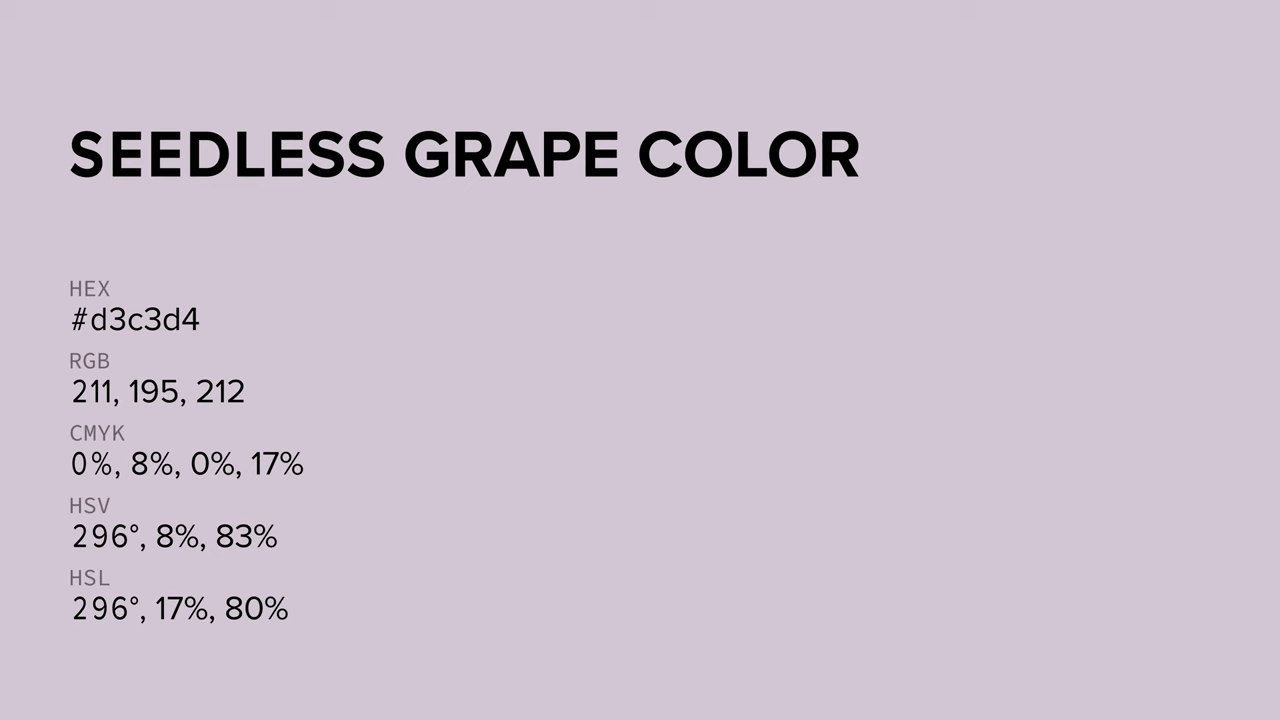 SEEDLESS GRAPE COLOR
HEX
#d3c3d4
RGB
211, 195, 212
CMYK
0%, 8%, 0%, 17%
HSV
296°, 8%, 83%
HSL
296°, 17%, 80%